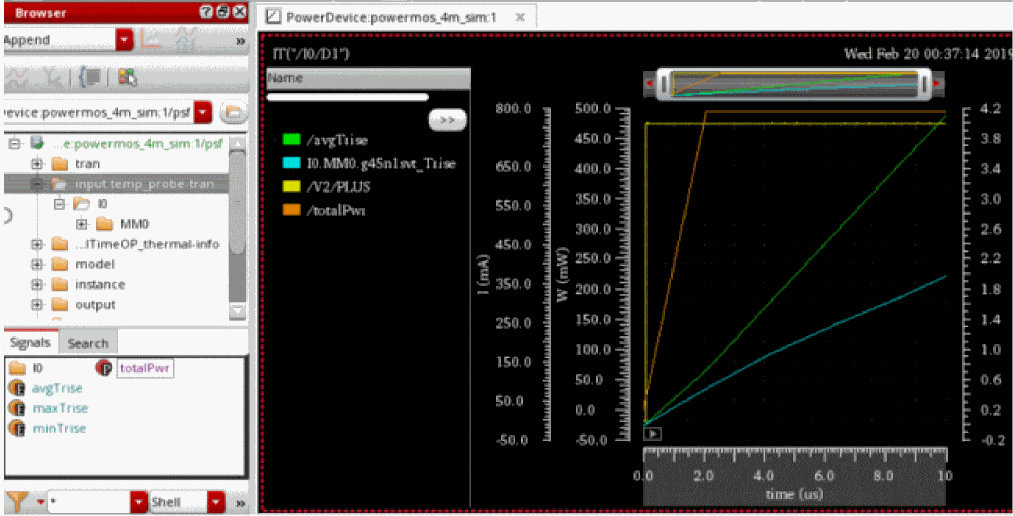 Browser
Append
»
»
evice:powermos_4m_sim:1/psf
...e:powermos_4m_sim:1/psf
tran
input.temp_probe-tran
I0
MM0
...lTimeOP_thermal-info
model
instance
output
Signals
Search
I0
totalPwr
avgTrise
maxTrise
minTrise
*
Shell
»
PowerDevice:powermos_4m_sim:1
IT("/I0/D1")
Wed Feb 20 00:37:14 2019
Name
>>
/avgTrise
I0.MM0.g45n1svt_Trise
/V2/PLUS
/totalPwr
I (mA)
800.0
650.0
550.0
450.0
350.0
250.0
150.0
50.0
-50.0
W (mW)
500.0
450.0
400.0
350.0
300.0
250.0
200.0
150.0
100.0
50.0
0.0
-50.0
4.2
3.8
3.4
3.0
2.6
2.2
1.8
1.4
1.0
0.6
0.2
-0.2
0.0 2.0 4.0 6.0 8.0 10
time (us)